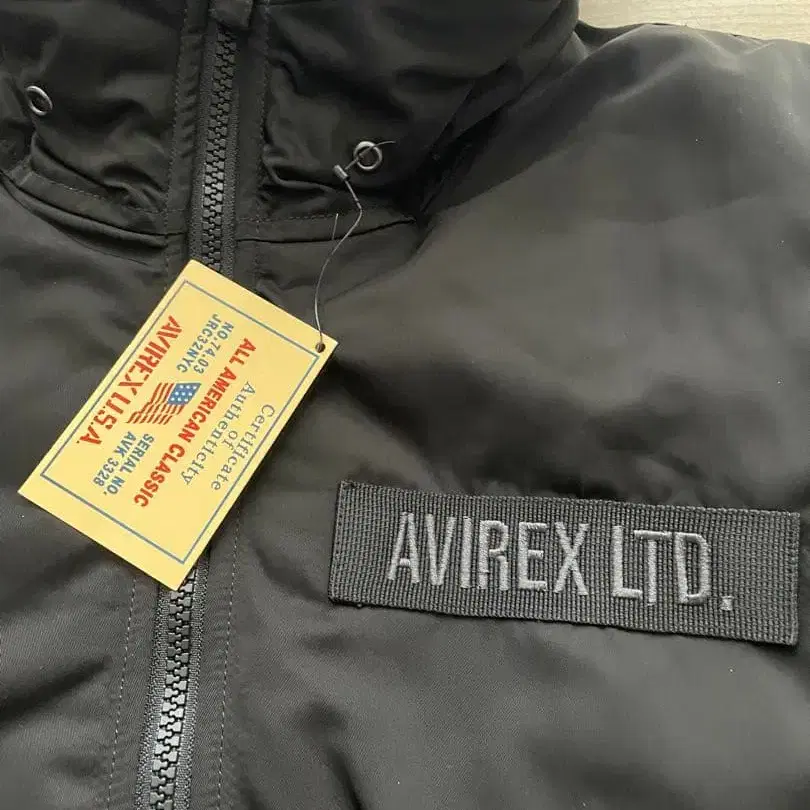 Certificate
of
Authenticity
ALL AMERICAN CLASSIC
NO.74.03
JRC32NYC
SERIAL NO.
AVK 3328
AVIREX U.S.A.
AVIREX LTD.